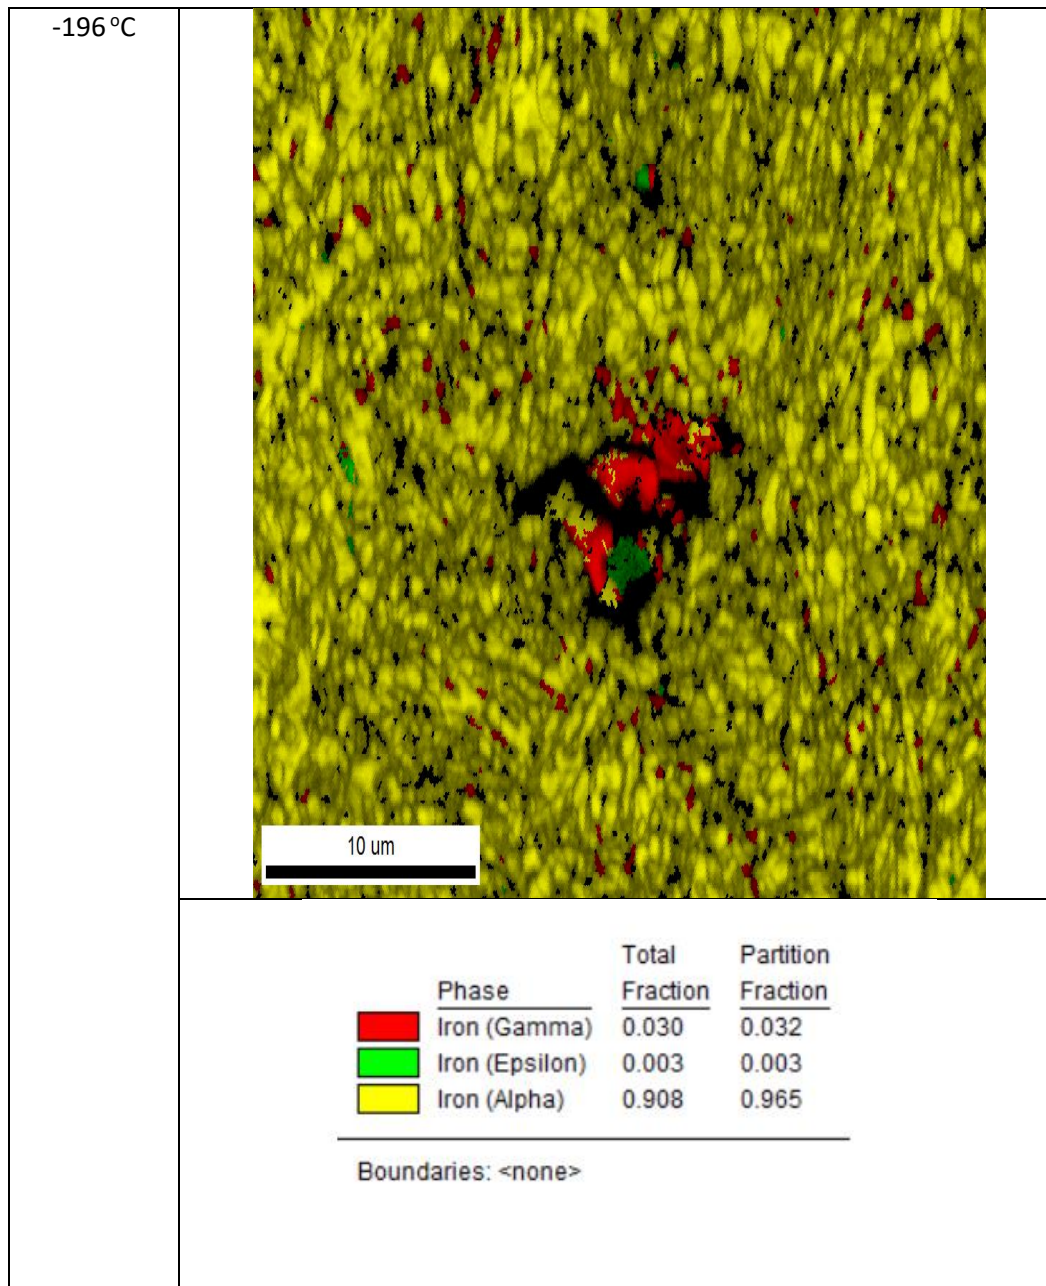 -196 °C
10 um
Total Partition
Phase Fraction Fraction
Iron (Gamma) 0.030 0.032
Iron (Epsilon) 0.003 0.003
Iron (Alpha) 0.908 0.965
Boundaries: <none>